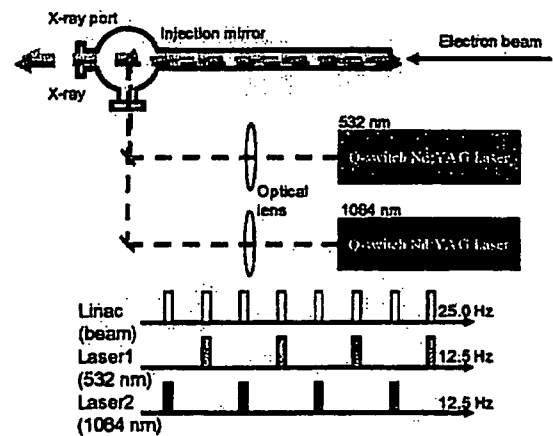 X-ray port
Injection mirror
Electron beam
X-ray
532 nm
Q-switch Nd:YAG Laser
Optical
lens
1064 nm
Q-switch Nd:YAG Laser
Linac
(beam)
25.0 Hz
Laser1
(532 nm)
12.5 Hz
Laser2
(1064 nm)
12.5 Hz